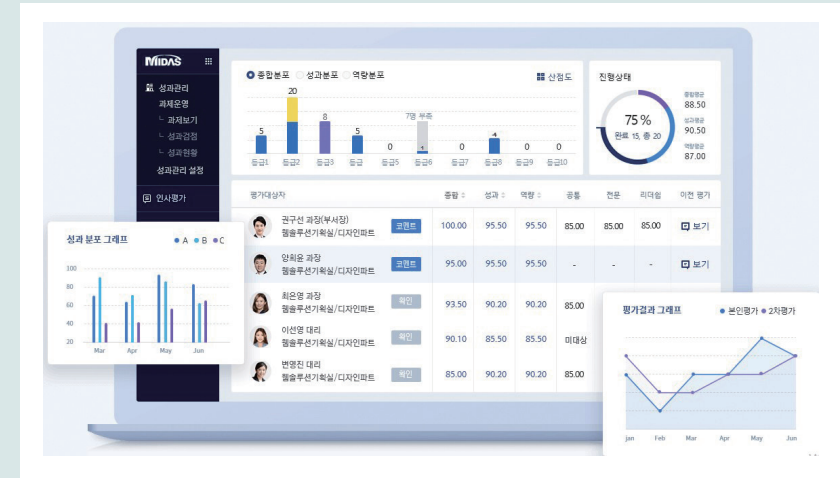 MIDAS
성과관리
과제운영
ㄴ 과제보기
ㄴ 성과검점
ㄴ 성과현황
성과관리 설정
인사평가
종합분포 성과분포 역량분포
산점도
20
5
8
5
0
7명 부족
1
0
4
0
0
등급1 등급2 등급3 등급 등급5 등급6 등급7 등급8 등급9 등급10
진행상태
75 %
완료 15, 총 20
종합평균
88.50
성과평균
90.50
역량평균
87.00
평가대상자 종합 성과 역량 공통 전문 리더쉽 이전 평가
권구선 과장(부서장)
웹솔루션기획실/디자인파트
코멘트 100.00 95.50 95.50 85.00 85.00 85.00 보기
양희윤 과장
웹솔루션기획실/디자인파트
코멘트 95.00 95.50 95.50 - - - 보기
최은영 과장
웹솔루션기획실/디자인파트
확인 93.50 90.20 90.20 85.00
이선영 대리
웹솔루션기획실/디자인파트
확인 90.10 85.50 85.50 미대상
변영진 대리
웹솔루션기획실/디자인파트
확인 85.00 90.20 90.20 85.00
성과 분포 그래프 A B C
100
80
60
40
20
Mar Apr May Jun
평가결과 그래프 본인평가 2차평가
jan Feb Mar Apr May Jun